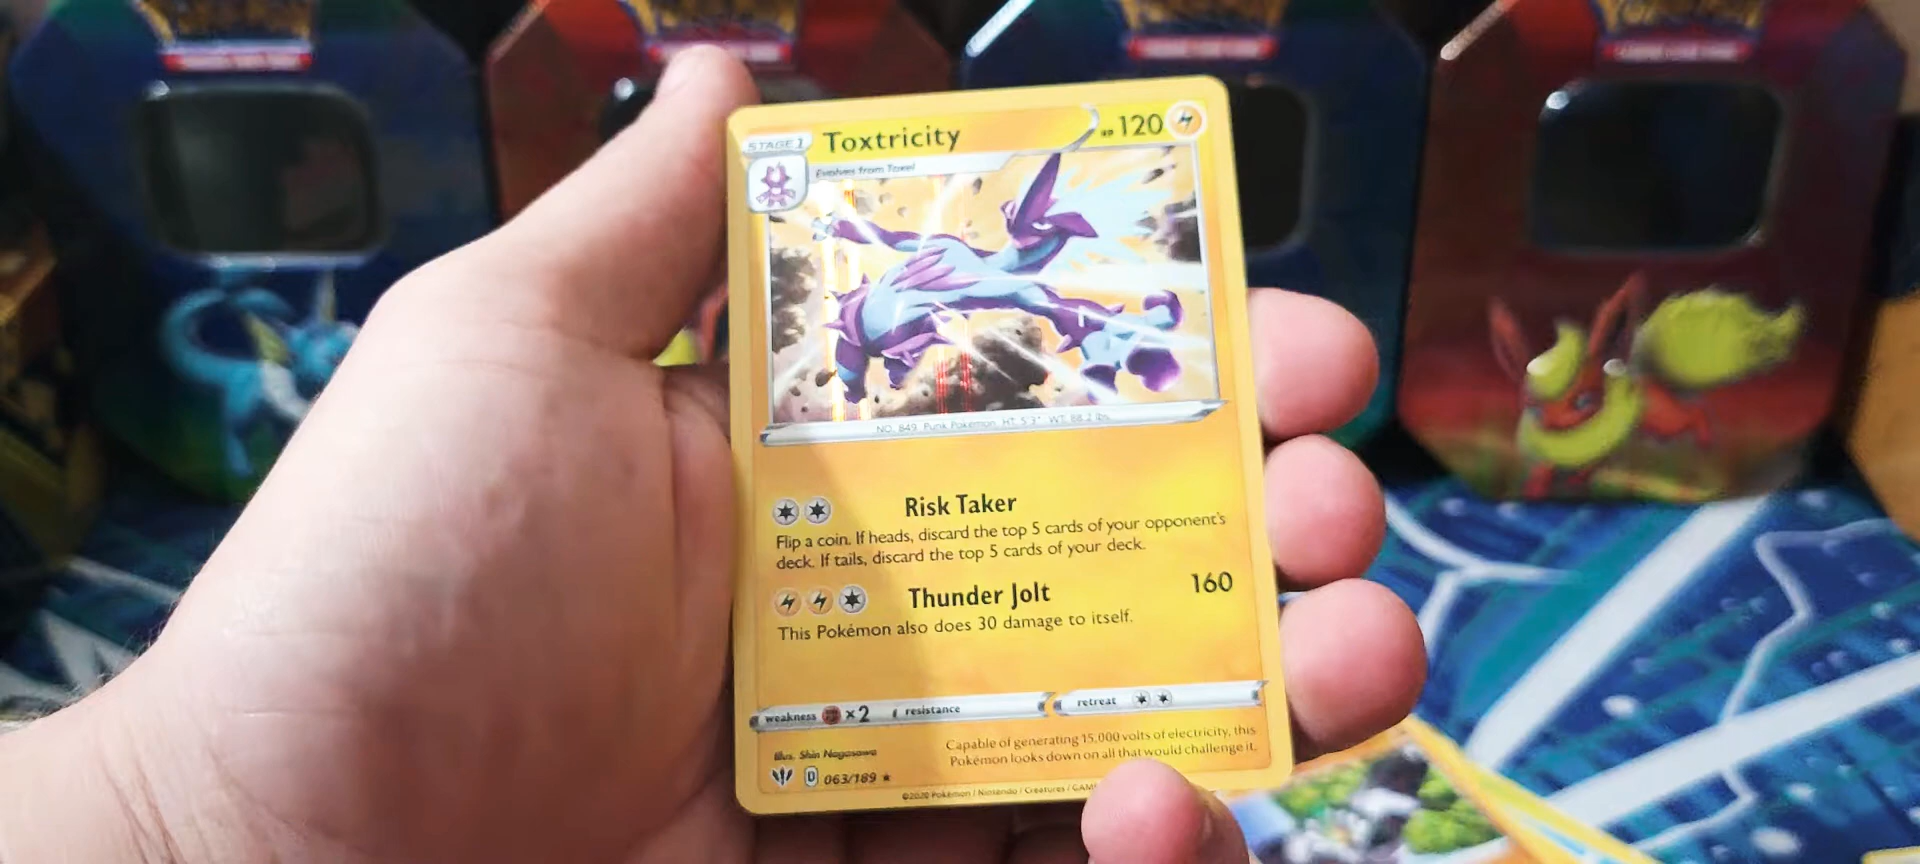 STAGE 1
Toxtricity
HP 120
Evolves from Toxel
NO. 849 Punk Pokémon HT: 5'3" WT: 88.2 lbs.
Risk Taker
Flip a coin. If heads, discard the top 5 cards of your opponent's
deck. If tails, discard the top 5 cards of your deck.
Thunder Jolt 160
This Pokémon also does 30 damage to itself.
weakness ×2 resistance retreat
Illus. Shin Nagasawa
Capable of generating 15,000 volts of electricity, this
Pokémon looks down on all that would challenge it.
D 063/189 ★
©2020 Pokémon / Nintendo / Creatures /